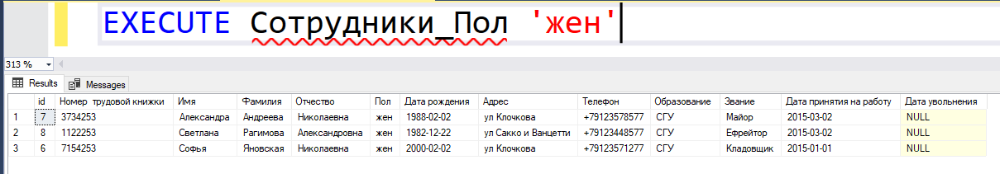 EXECUTE Сотрудники_Пол 'жен'
313 %
Results Messages
id Номер трудовой книжки Имя Фамилия Отчество Пол Дата рождения Адрес Телефон Образование Звание Дата принятия на работу Дата увольнения
1 7 3734253 Александра Андреева Николаевна жен 1988-02-02 ул Клочкова +79123578577 СГУ Майор 2015-03-02 NULL
2 8 1122253 Светлана Рагимова Александровна жен 1982-12-22 ул Сакко и Ванцетти +79123448577 СГУ Ефрейтор 2015-03-02 NULL
3 6 7154253 Софья Яновская Николаевна жен 2000-02-02 ул Клочкова +79123571277 СГУ Кладовщик 2015-01-01 NULL